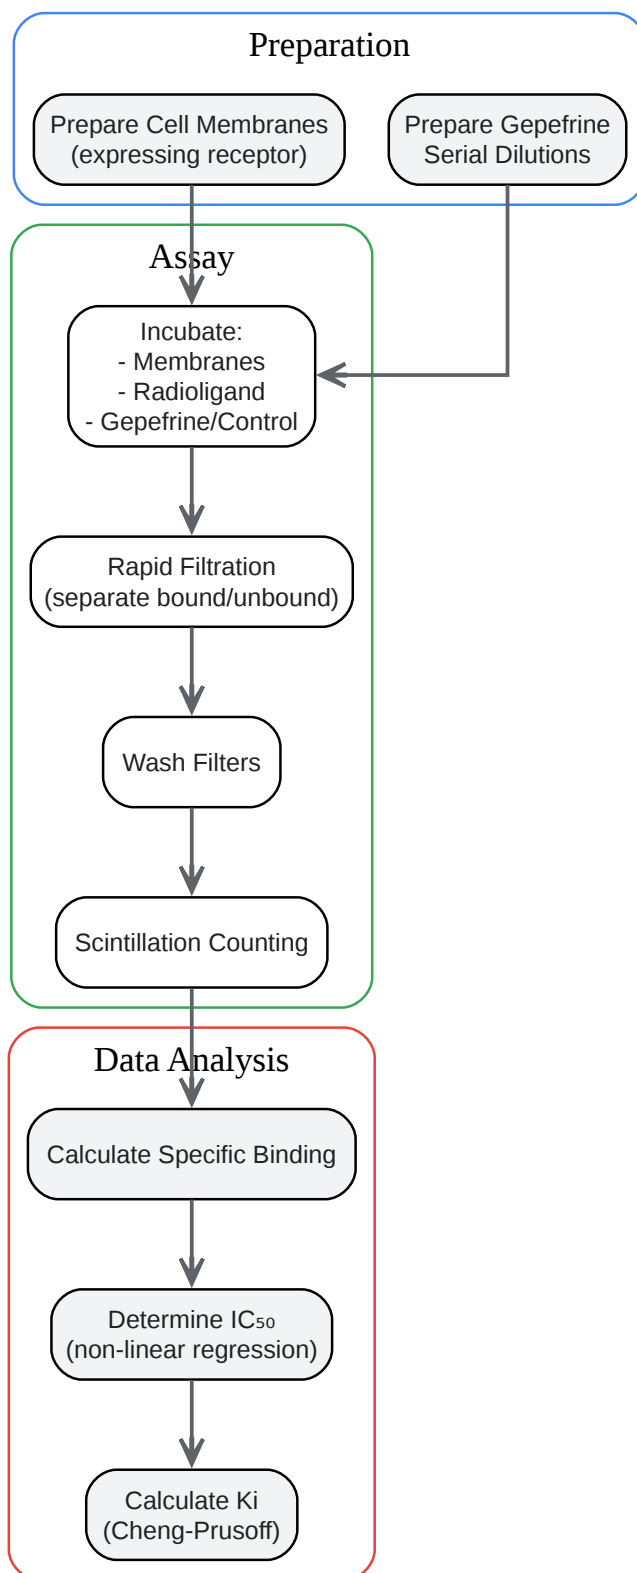 Preparation
Prepare Cell Membranes
(expressing receptor)
Prepare Gepefrine
Serial Dilutions
Assay
Incubate:
- Membranes
- Radioligand
- Gepefrine/Control
Rapid Filtration
(separate bound/unbound)
Wash Filters
Scintillation Counting
Data Analysis
Calculate Specific Binding
Determine IC₅₀
(non-linear regression)
Calculate Ki
(Cheng-Prusoff)